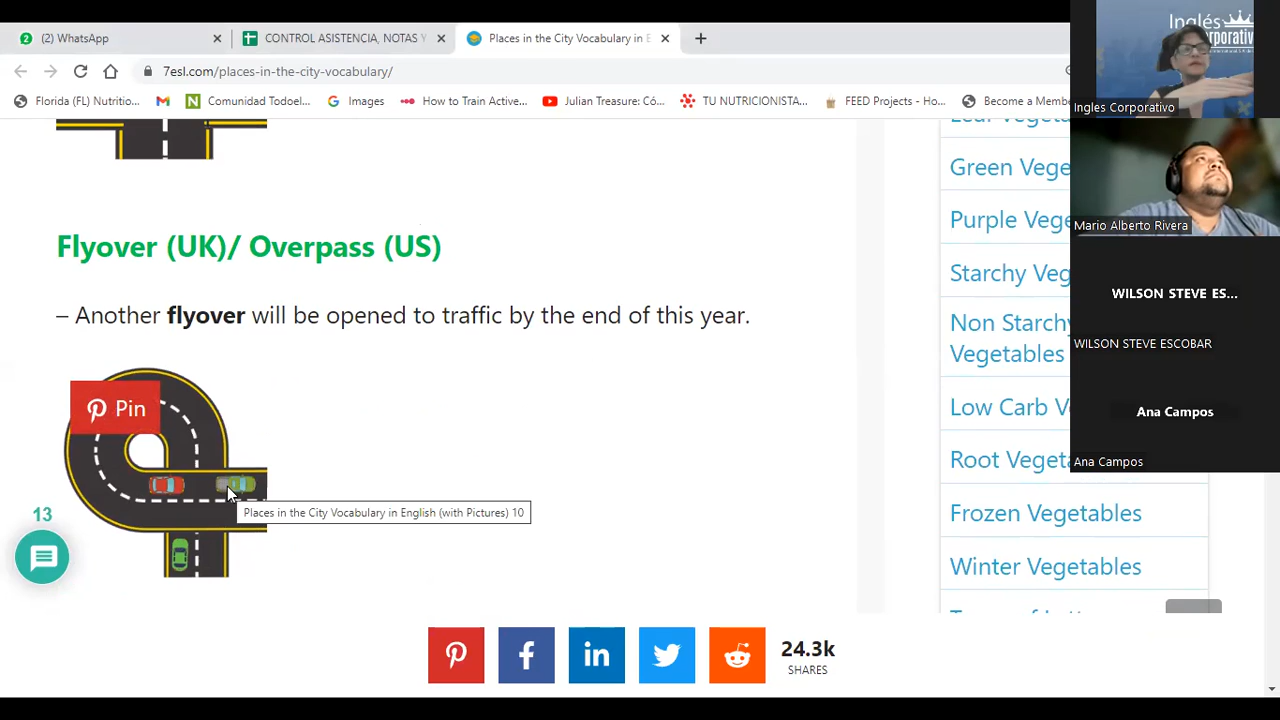 (2) WhatsApp
CONTROL ASISTENCIA, NOTAS Y
Places in the City Vocabulary in E
7esl.com/places-in-the-city-vocabulary/
Florida (FL) Nutritio...
Comunidad Todoel...
Images
How to Train Active...
Julian Treasure: Có...
TU NUTRICIONISTA...
FEED Projects - Ho...
Become a Membe
Inglés
Corporativo
Ingles Corporativo
Mario Alberto Rivera
WILSON STEVE ES...
WILSON STEVE ESCOBAR
Ana Campos
Ana Campos
Flyover (UK)/ Overpass (US)
– Another flyover will be opened to traffic by the end of this year.
Pin
Places in the City Vocabulary in English (with Pictures) 10
13
Green Vege
Purple Vege
Starchy Veg
Non Starchy
Vegetables
Low Carb V
Root Vegeta
Frozen Vegetables
Winter Vegetables
24.3k
SHARES